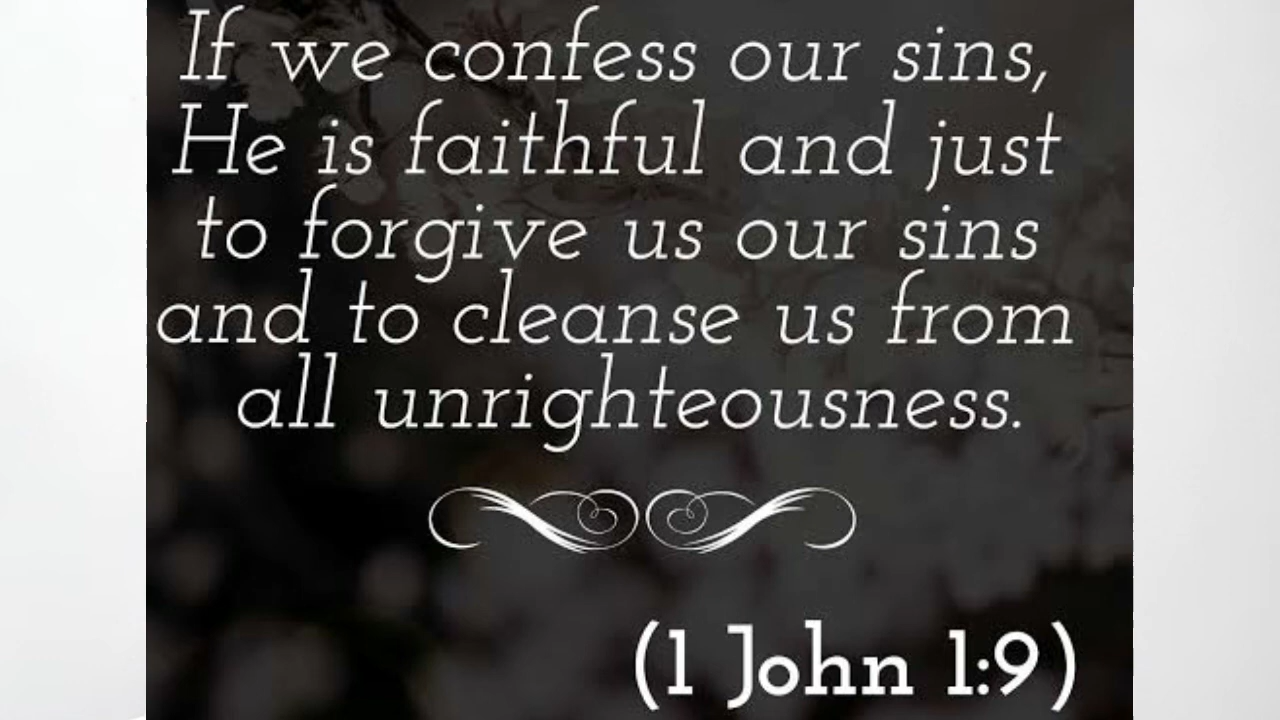 If we confess our sins,
He is faithful and just
to forgive us our sins
and to cleanse us from
all unrighteousness.
(1 John 1:9)